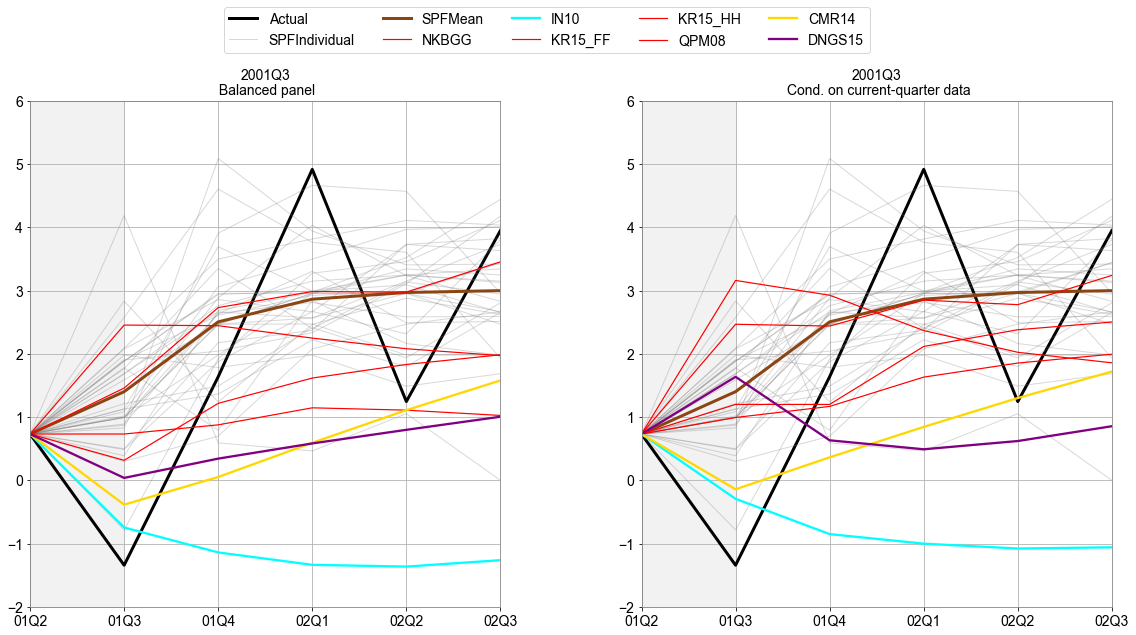 Actual SPFMean IN10 KR15_HH CMR14
SPFIndividual NKBGG KR15_FF QPM08 DNGS15
2001Q3
Balanced panel
6
5
4
3
2
1
0
−1
−2
01Q2 01Q3 01Q4 02Q1 02Q2 02Q3
2001Q3
Cond. on current-quarter data
6
5
4
3
2
1
0
−1
−2
01Q2 01Q3 01Q4 02Q1 02Q2 02Q3